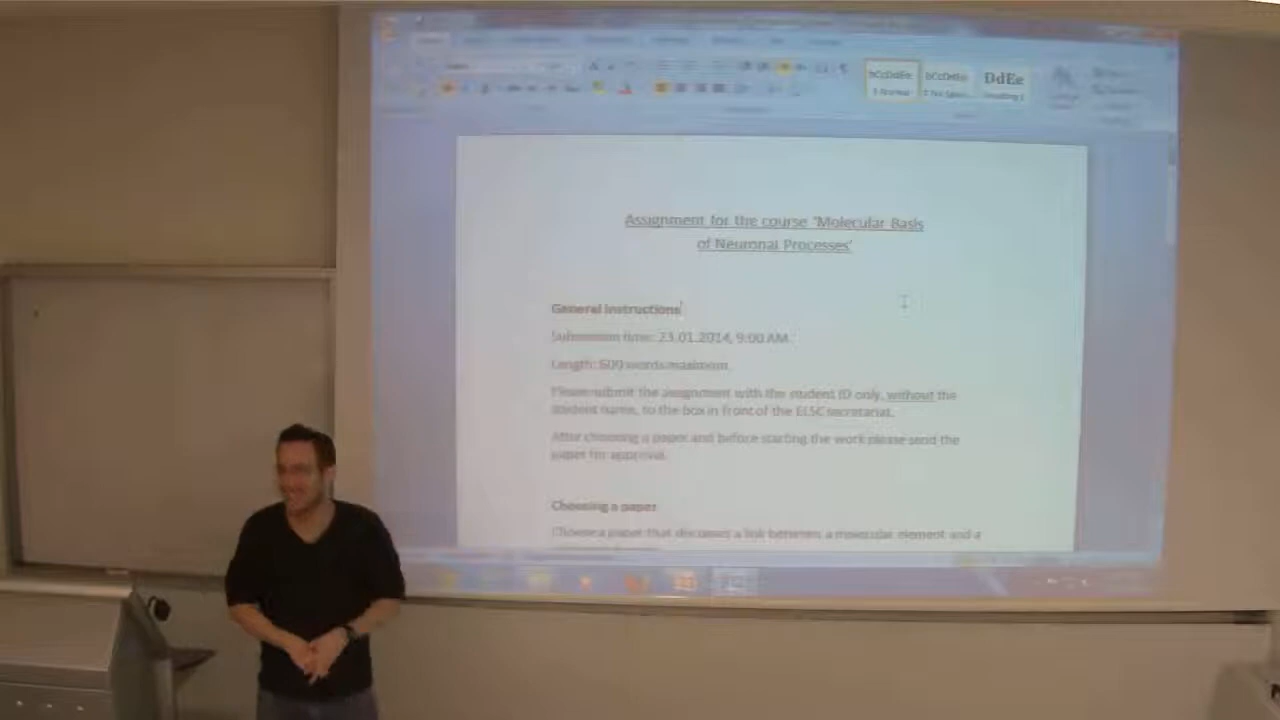 bCcDdEe bCcDdEe DdEe
Assignment for the course 'Molecular Basis
of Neuronal Processes'
General instructions
Submission time: 23.01.2014, 9:00 AM.
Length: 500 words maximum
Please submit the assignment with the student ID only, without the
student name, to the box in front of the ELSC secretariat.
After choosing a paper and before starting the work please send the
paper for approval.
Choosing a paper
Choose a paper that discusses a link between a molecular element and a